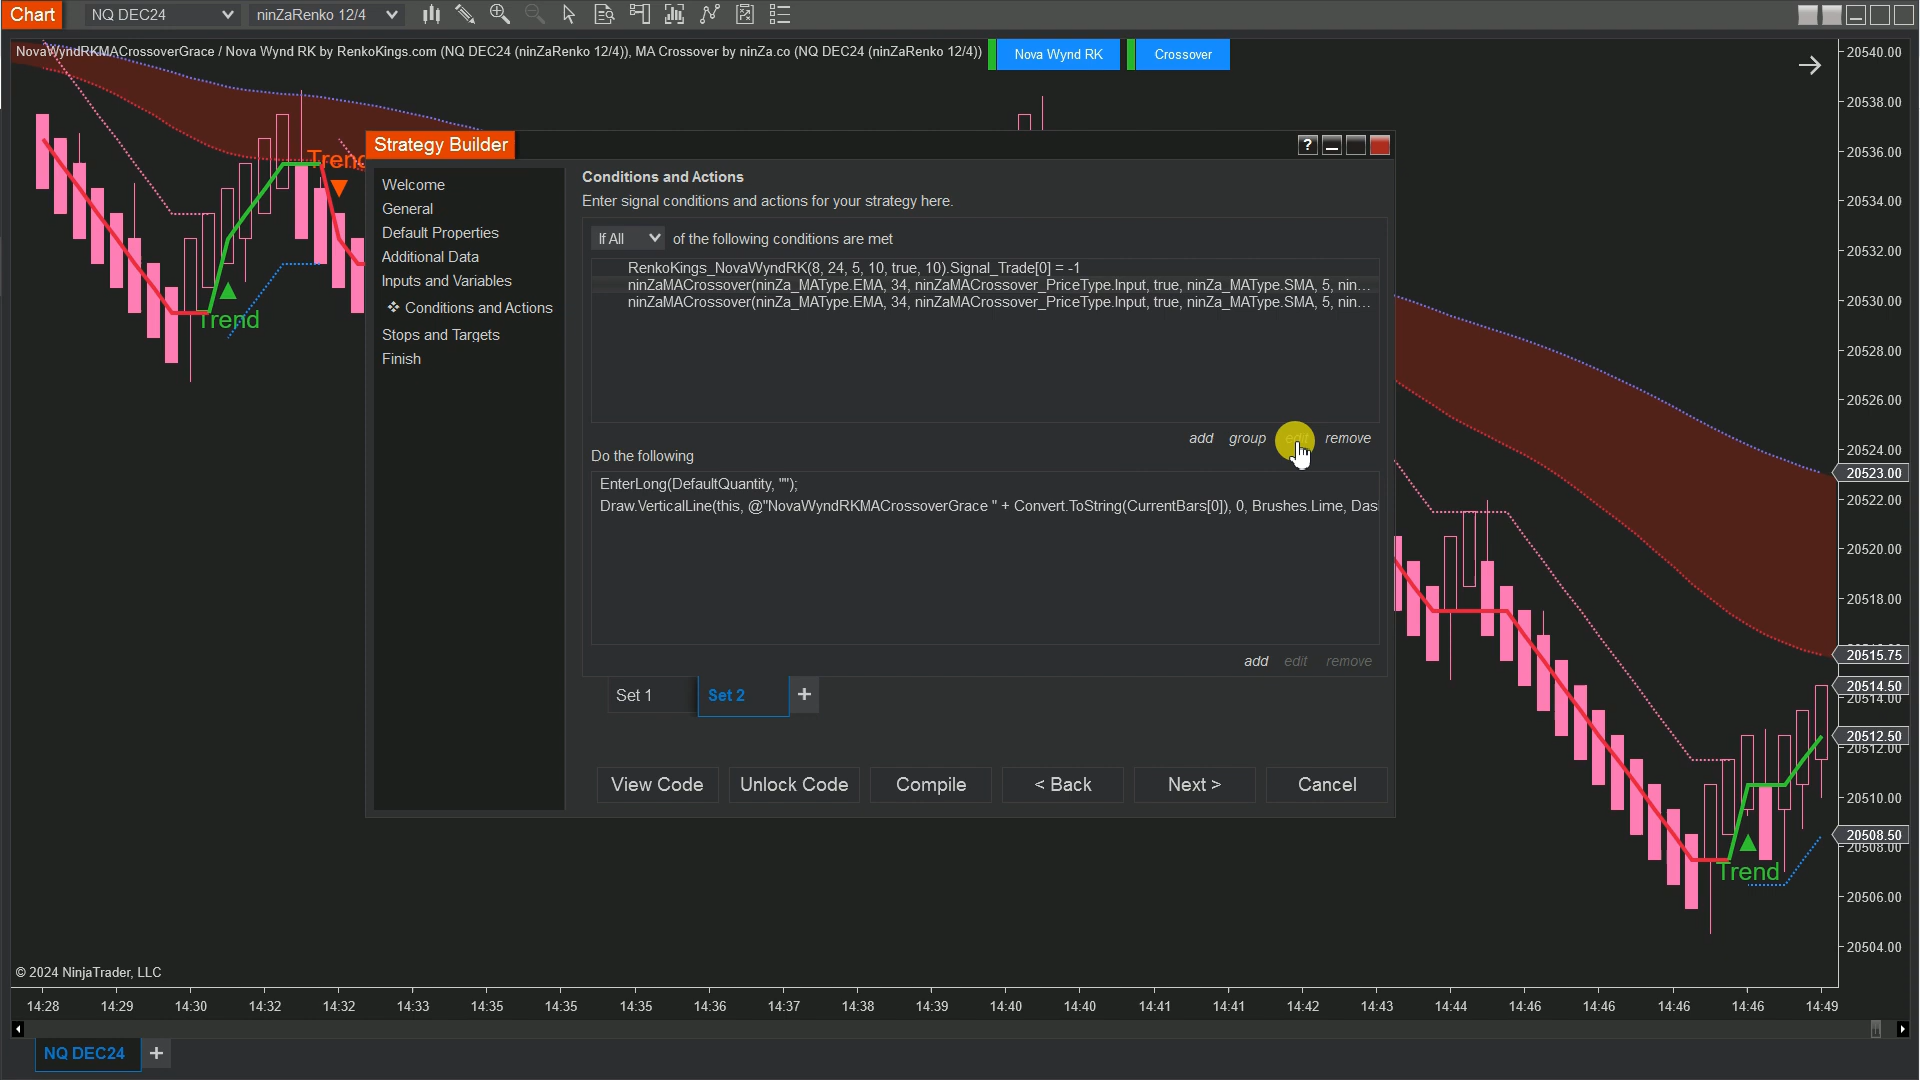 Chart NQ DEC24 ninZaRenko 12/4
NovaWyndRKMACrossoverGrace / Nova Wynd RK by RenkoKings.com (NQ DEC24 (ninZaRenko 12/4)), MA Crossover by ninZa.co (NQ DEC24 (ninZaRenko 12/4)) Nova Wynd RK Crossover
Trend
Trend
Trend
Strategy Builder ?
Welcome
General
Default Properties
Additional Data
Inputs and Variables
Conditions and Actions
Stops and Targets
Finish
Conditions and Actions
Enter signal conditions and actions for your strategy here.
If All of the following conditions are met
RenkoKings_NovaWyndRK(8, 24, 5, 10, true, 10).Signal_Trade[0] = -1
ninZaMACrossover(ninZa_MAType.EMA, 34, ninZaMACrossover_PriceType.Input, true, ninZa_MAType.SMA, 5, nin...
ninZaMACrossover(ninZa_MAType.EMA, 34, ninZaMACrossover_PriceType.Input, true, ninZa_MAType.SMA, 5, nin...
add group edit remove
Do the following
EnterLong(DefaultQuantity, "");
Draw.VerticalLine(this, @"NovaWyndRKMACrossoverGrace " + Convert.ToString(CurrentBars[0]), 0, Brushes.Lime, Das
add edit remove
Set 1 Set 2 +
View Code Unlock Code Compile < Back Next > Cancel
20540.00
20538.00
20536.00
20534.00
20532.00
20530.00
20528.00
20526.00
20524.00
20523.00
20522.00
20520.00
20518.00
20515.75
20514.50
20514.00
20512.50
20512.00
20510.00
20508.50
20508.00
20506.00
20504.00
© 2024 NinjaTrader, LLC
14:28 14:29 14:30 14:32 14:32 14:33 14:35 14:35 14:35 14:36 14:37 14:38 14:39 14:40 14:40 14:41 14:41 14:42 14:43 14:44 14:46 14:46 14:46 14:46 14:49
NQ DEC24 +